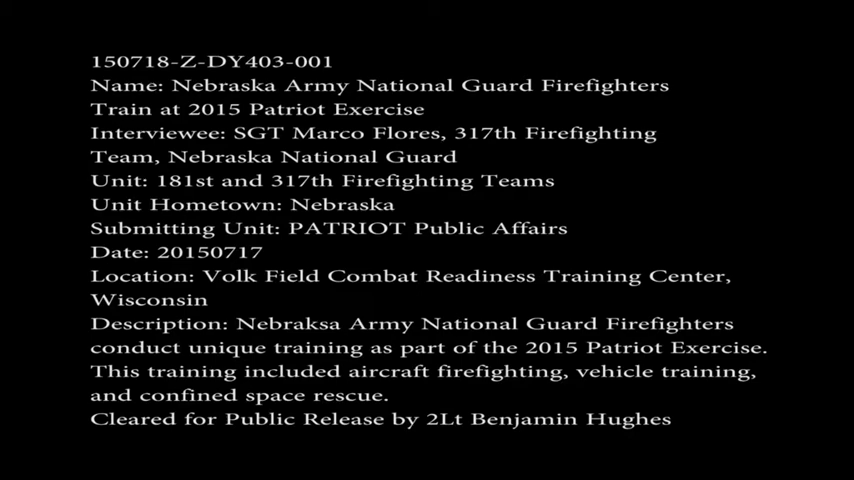 150718-Z-DY403-001
Name: Nebraska Army National Guard Firefighters
Train at 2015 Patriot Exercise
Interviewee: SGT Marco Flores, 317th Firefighting
Team, Nebraska National Guard
Unit: 181st and 317th Firefighting Teams
Unit Hometown: Nebraska
Submitting Unit: PATRIOT Public Affairs
Date: 20150717
Location: Volk Field Combat Readiness Training Center,
Wisconsin
Description: Nebraksa Army National Guard Firefighters
conduct unique training as part of the 2015 Patriot Exercise.
This training included aircraft firefighting, vehicle training,
and confined space rescue.
Cleared for Public Release by 2Lt Benjamin Hughes